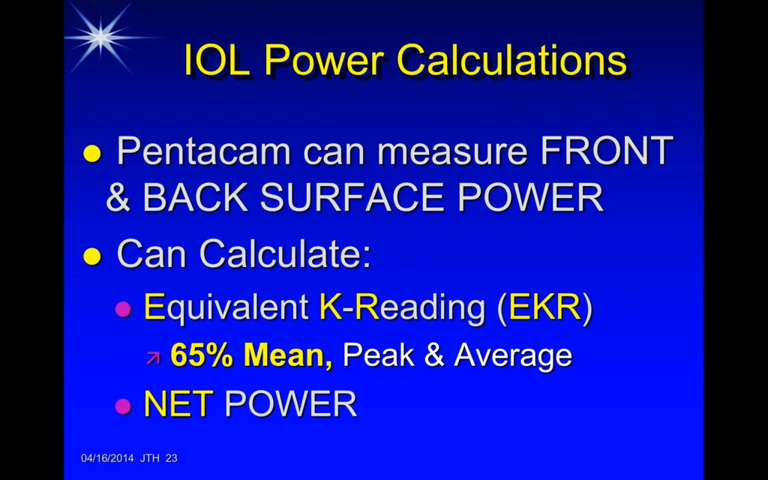 IOL Power Calculations
Pentacam can measure FRONT
& BACK SURFACE POWER
Can Calculate:
Equivalent K-Reading (EKR)
65% Mean, Peak & Average
NET POWER
04/16/2014 JTH 23